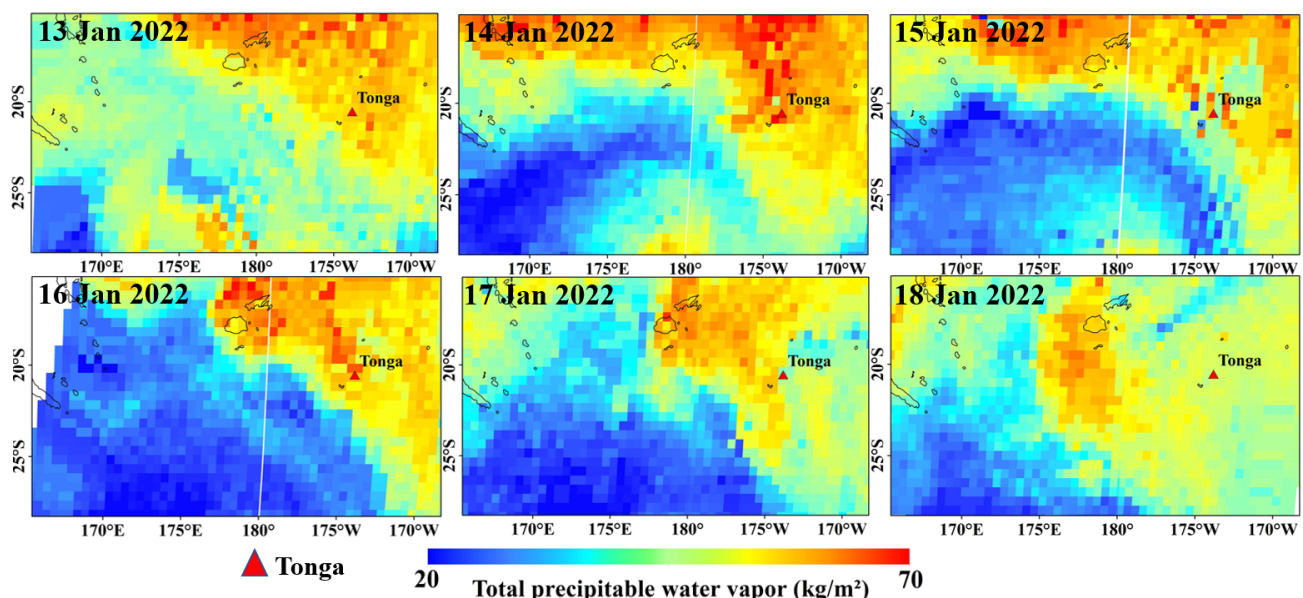 13 Jan 2022
14 Jan 2022
15 Jan 2022
Tonga
Tonga
Tonga
20°S
25°S
20°S
25°S
20°S
25°S
170°E 175°E 180° 175°W 170°W
170°E 175°E 180° 175°W 170°W
170°E 175°E 180° 175°W 170°W
16 Jan 2022
17 Jan 2022
18 Jan 2022
Tonga
Tonga
Tonga
20°S
25°S
20°S
25°S
20°S
25°S
170°E 175°E 180° 175°W 170°W
170°E 175°E 180° 175°W 170°W
170°E 175°E 180° 175°W 170°W
Tonga
20 70
Total precipitable water vapor (kg/m²)